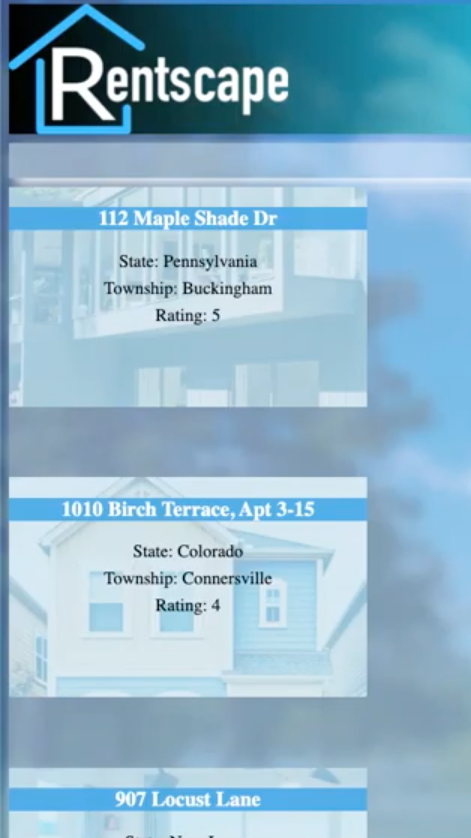 Rentscape
112 Maple Shade Dr
State: Pennsylvania
Township: Buckingham
Rating: 5
1010 Birch Terrace, Apt 3-15
State: Colorado
Township: Connersville
Rating: 4
907 Locust Lane